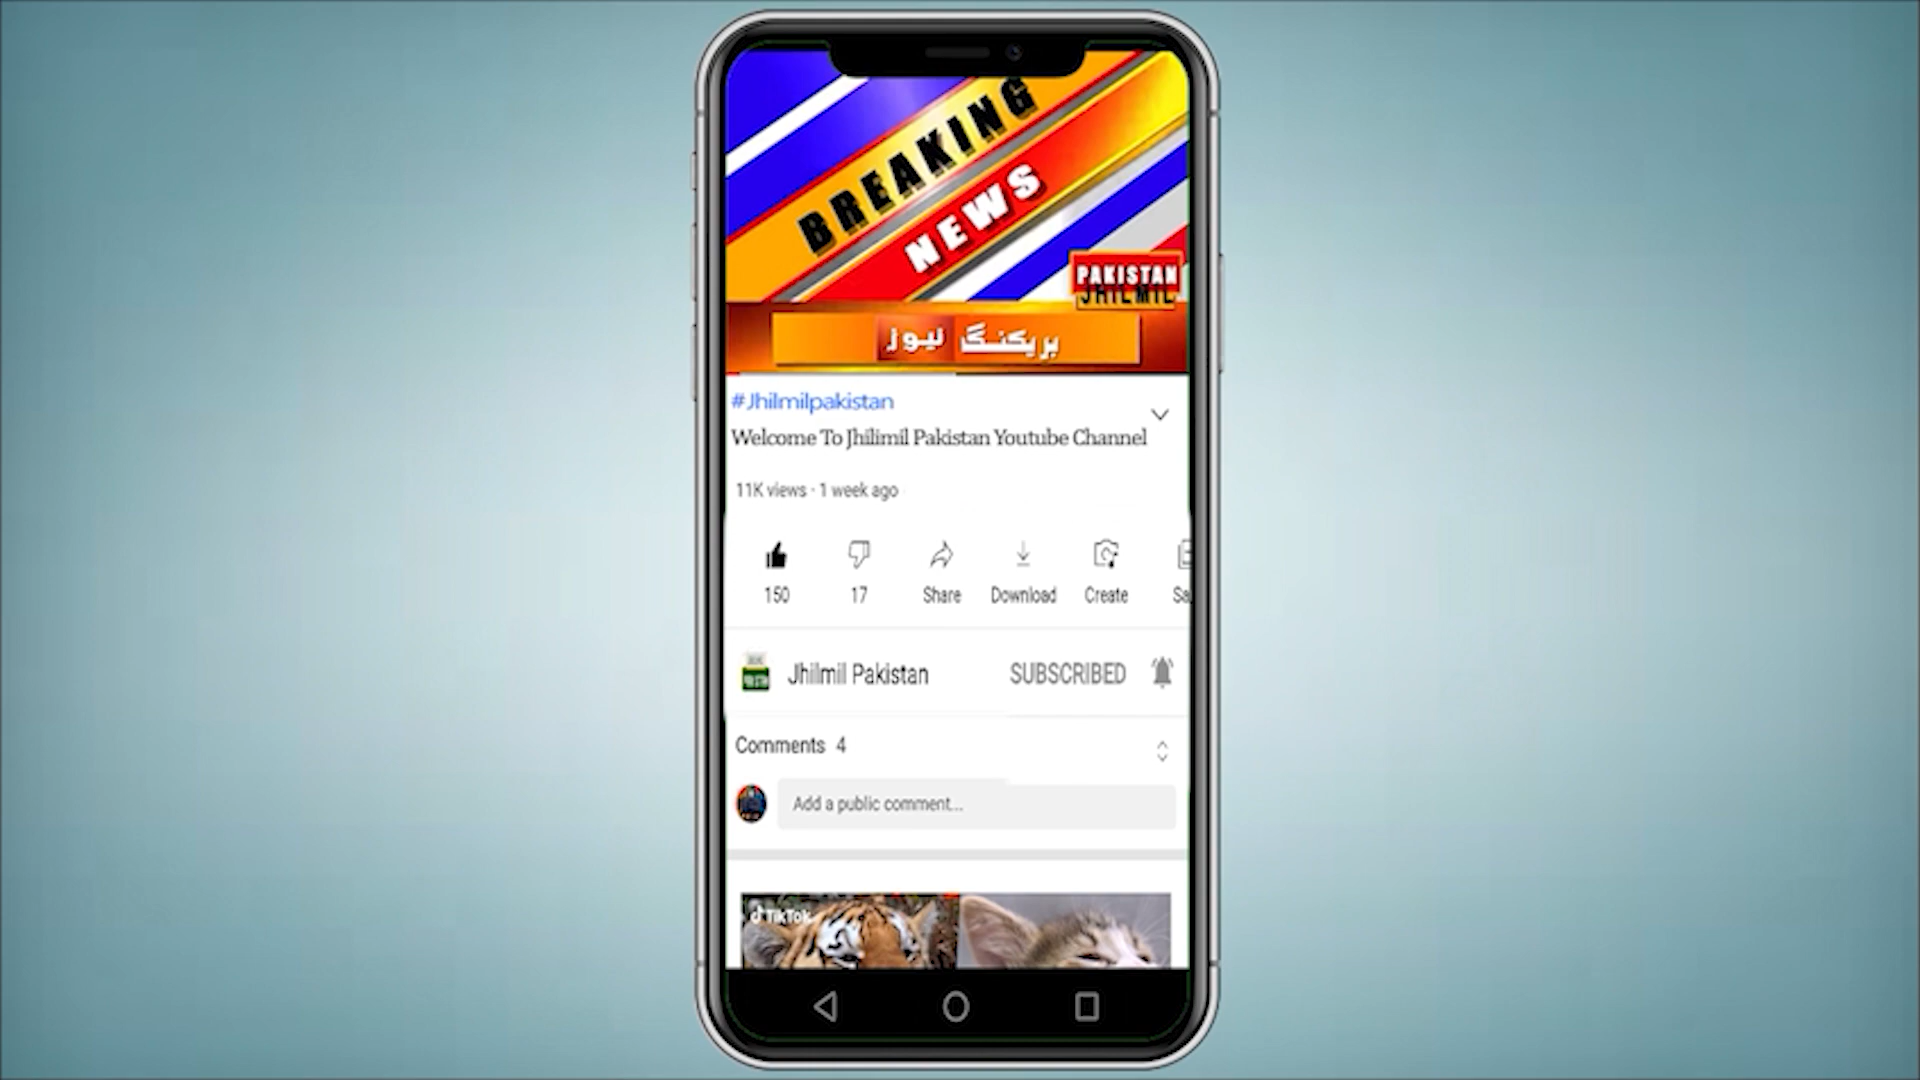 BREAKING
NEWS
PAKISTAN
JHILMIL
بریکنگ نیوز
#Jhilmilpakistan
Welcome To Jhilimil Pakistan Youtube Channel
11K views · 1 week ago
150
17
Share
Download
Create
Sa
Jhilmil Pakistan
SUBSCRIBED
Comments 4
Add a public comment...
TikTok